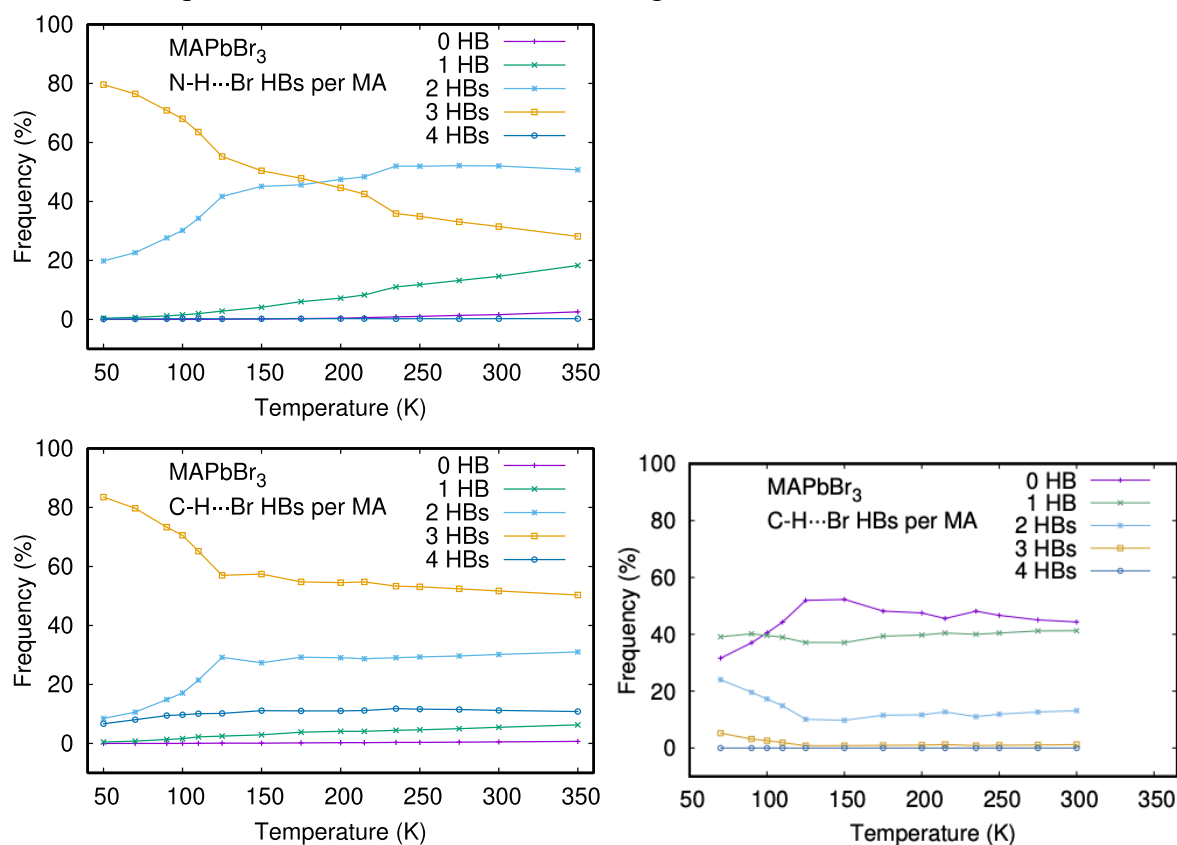 100
80
60
40
20
0
Frequency (%)
MAPbBr3
N-H···Br HBs per MA
0 HB
1 HB
2 HBs
3 HBs
4 HBs
50 100 150 200 250 300 350
Temperature (K)
100
80
60
40
20
0
Frequency (%)
MAPbBr3
C-H···Br HBs per MA
0 HB
1 HB
2 HBs
3 HBs
4 HBs
50 100 150 200 250 300 350
Temperature (K)
100
80
60
40
20
0
Frequency (%)
MAPbBr3
C-H···Br HBs per MA
0 HB
1 HB
2 HBs
3 HBs
4 HBs
50 100 150 200 250 300 350
Temperature (K)